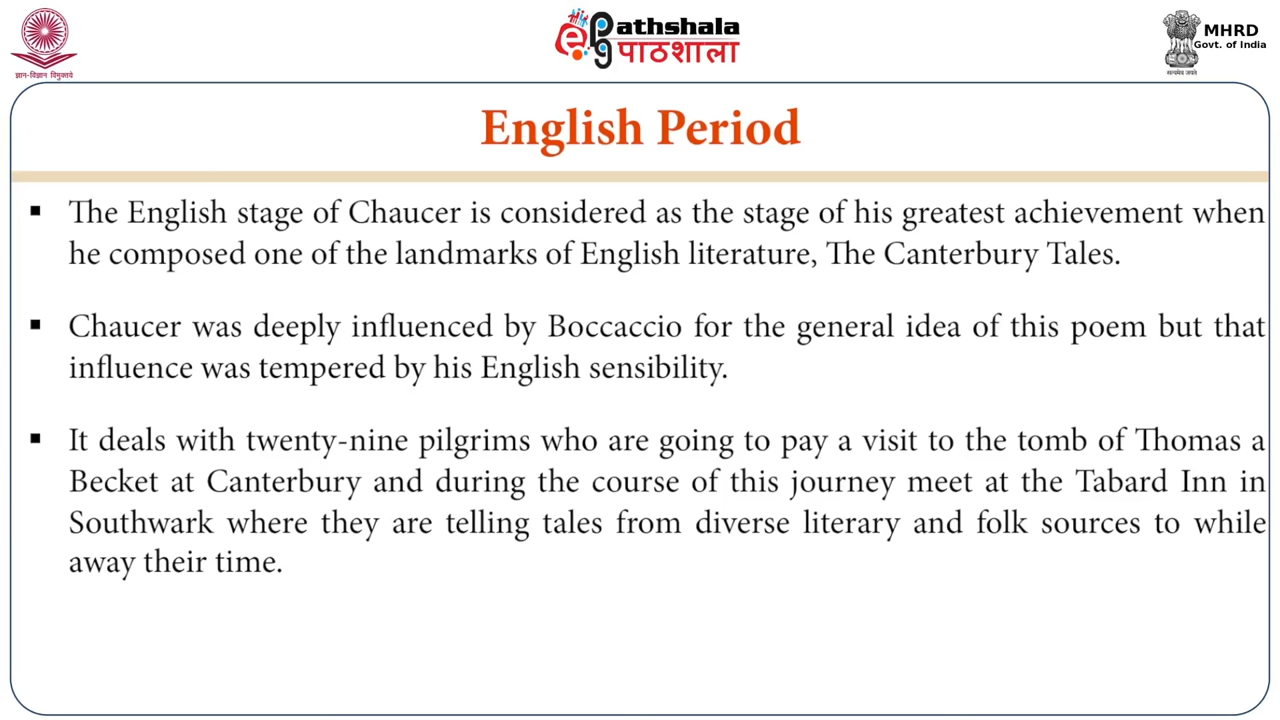 ज्ञान-विज्ञान विमुक्तये
ePathshala
पाठशाला
MHRD
Govt. of India
सत्यमेव जयते
English Period
▪ The English stage of Chaucer is considered as the stage of his greatest achievement when
he composed one of the landmarks of English literature, The Canterbury Tales.
▪ Chaucer was deeply influenced by Boccaccio for the general idea of this poem but that
influence was tempered by his English sensibility.
▪ It deals with twenty-nine pilgrims who are going to pay a visit to the tomb of Thomas a
Becket at Canterbury and during the course of this journey meet at the Tabard Inn in
Southwark where they are telling tales from diverse literary and folk sources to while
away their time.